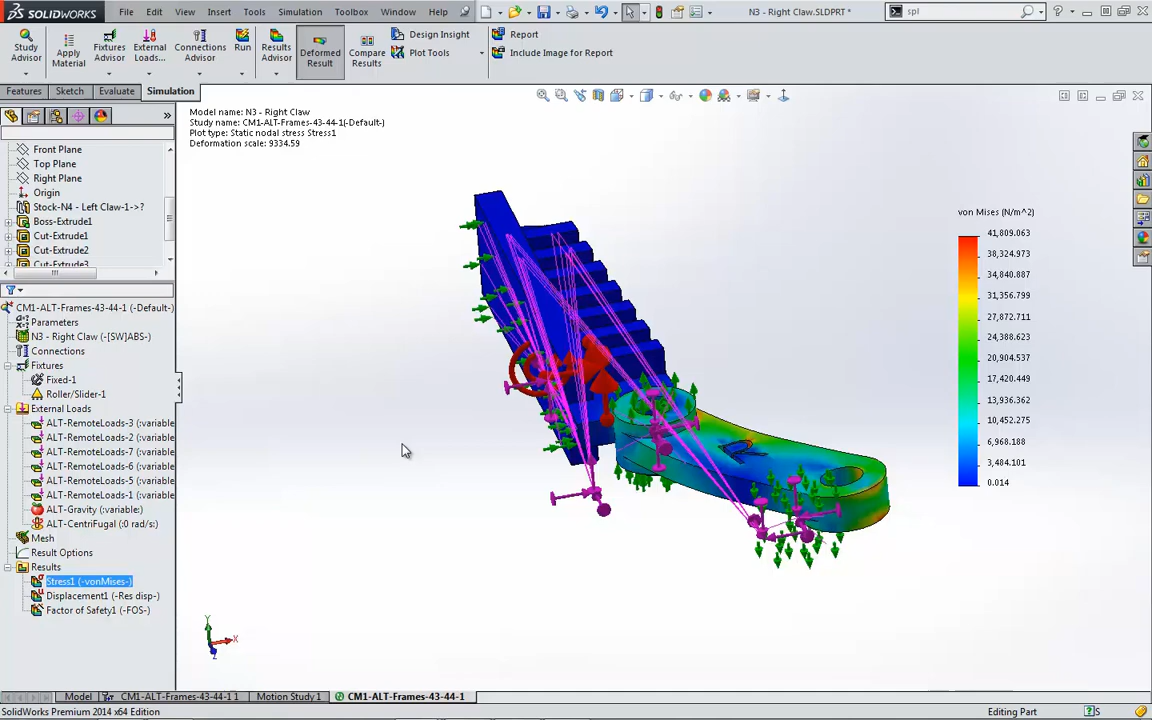 SOLIDWORKS
File Edit View Insert Tools Simulation Toolbox Window Help
N3 - Right Claw.SLDPRT *
spl
Study Advisor
Apply Material
Fixtures Advisor
External Loads...
Connections Advisor
Run
Results Advisor
Deformed Result
Compare Results
Design Insight
Plot Tools
Report
Include Image for Report
Features Sketch Evaluate Simulation
Front Plane
Top Plane
Right Plane
Origin
Stock-N4 - Left Claw-1->?
Boss-Extrude1
Cut-Extrude1
Cut-Extrude2
Cut-Extrude3
CM1-ALT-Frames-43-44-1 (-Default-)
Parameters
N3 - Right Claw (-[SW]ABS-)
Connections
Fixtures
Fixed-1
Roller/Slider-1
External Loads
ALT-RemoteLoads-3 (:variable
ALT-RemoteLoads-2 (:variable
ALT-RemoteLoads-7 (:variable
ALT-RemoteLoads-6 (:variable
ALT-RemoteLoads-5 (:variable
ALT-RemoteLoads-1 (:variable
ALT-Gravity (:variable:)
ALT-CentriFugal (:0 rad/s:)
Mesh
Result Options
Results
Stress1 (-vonMises-)
Displacement1 (-Res disp-)
Factor of Safety1 (-FOS-)
Model name: N3 - Right Claw
Study name: CM1-ALT-Frames-43-44-1(-Default-)
Plot type: Static nodal stress Stress1
Deformation scale: 9334.59
von Mises (N/m^2)
41,809.063
38,324.973
34,840.887
31,356.799
27,872.711
24,388.623
20,904.537
17,420.449
13,936.362
10,452.275
6,968.188
3,484.101
0.014
Y
X
Z
Model CM1-ALT-Frames-43-44-1 1 Motion Study 1 CM1-ALT-Frames-43-44-1
SolidWorks Premium 2014 x64 Edition
Editing Part